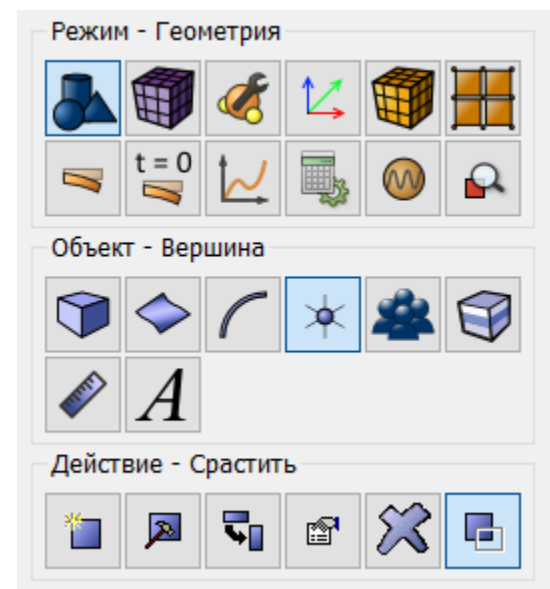 Режим - Геометрия
t = 0
Объект - Вершина
A
Действие - Срастить